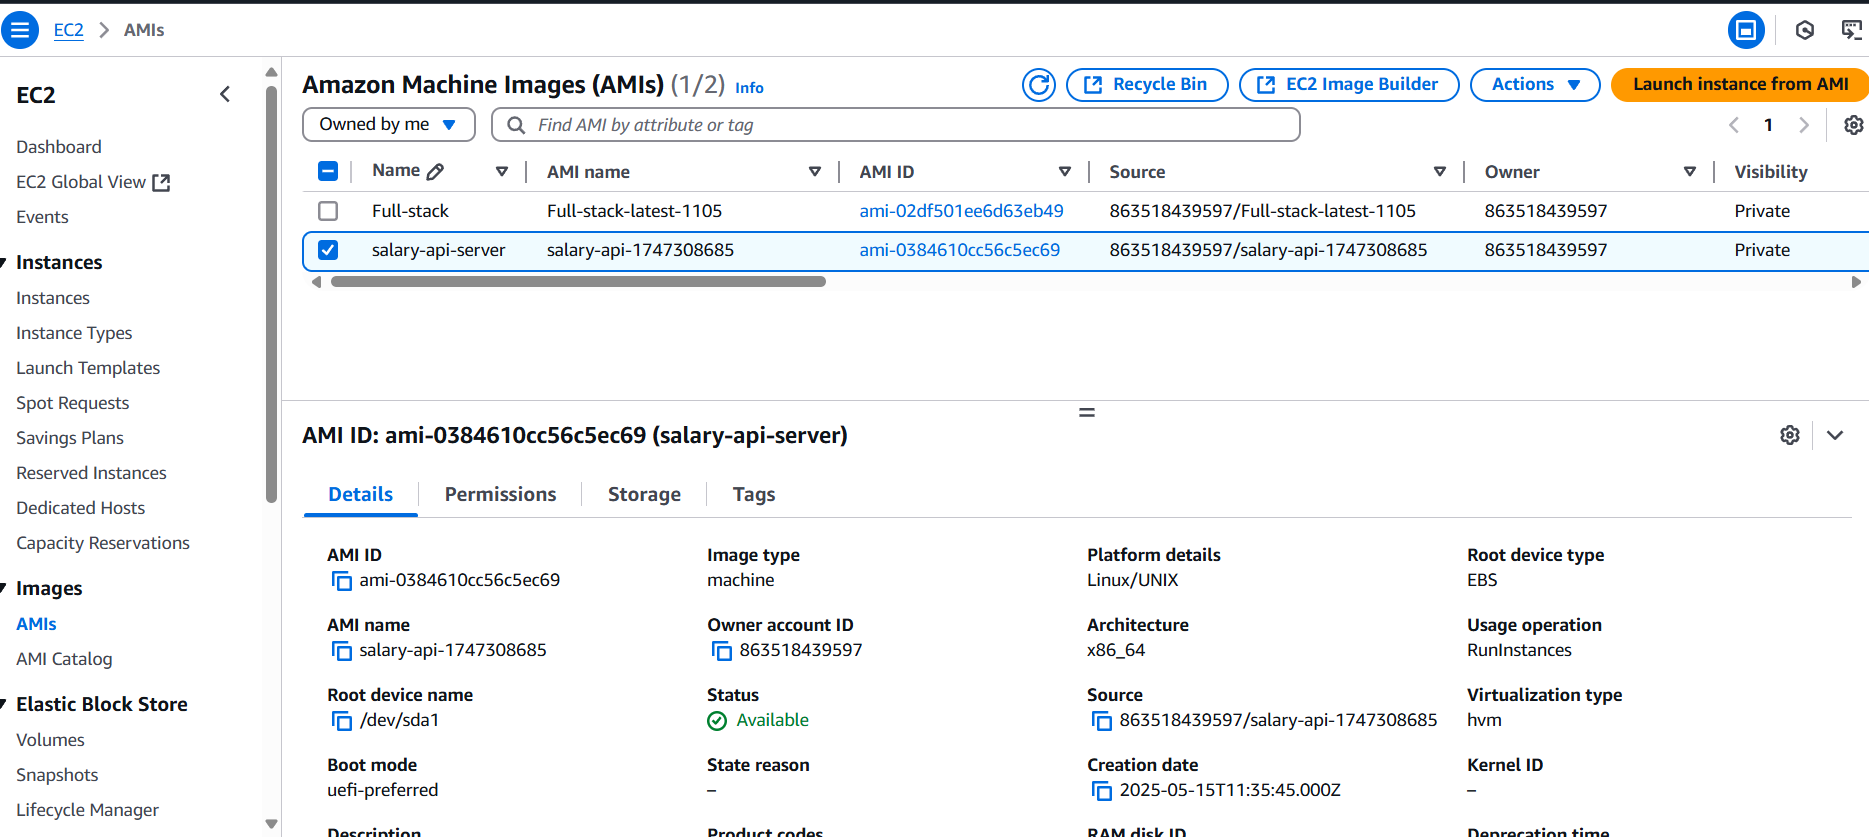 EC2 > AMIs
EC2
Dashboard
EC2 Global View
Events
Instances
Instances
Instance Types
Launch Templates
Spot Requests
Savings Plans
Reserved Instances
Dedicated Hosts
Capacity Reservations
Images
AMIs
AMI Catalog
Elastic Block Store
Volumes
Snapshots
Lifecycle Manager
Amazon Machine Images (AMIs) (1/2) Info
Recycle Bin
EC2 Image Builder
Actions
Launch instance from AMI
Owned by me
Find AMI by attribute or tag
1
Name AMI name AMI ID Source Owner Visibility
Full-stack Full-stack-latest-1105 ami-02df501ee6d63eb49 863518439597/Full-stack-latest-1105 863518439597 Private
salary-api-server salary-api-1747308685 ami-0384610cc56c5ec69 863518439597/salary-api-1747308685 863518439597 Private
AMI ID: ami-0384610cc56c5ec69 (salary-api-server)
Details Permissions Storage Tags
AMI ID Image type Platform details Root device type
ami-0384610cc56c5ec69 machine Linux/UNIX EBS
AMI name Owner account ID Architecture Usage operation
salary-api-1747308685 863518439597 x86_64 RunInstances
Root device name Status Source Virtualization type
/dev/sda1 Available 863518439597/salary-api-1747308685 hvm
Boot mode State reason Creation date Kernel ID
uefi-preferred – 2025-05-15T11:35:45.000Z –
Description Product codes RAM disk ID Deprecation time